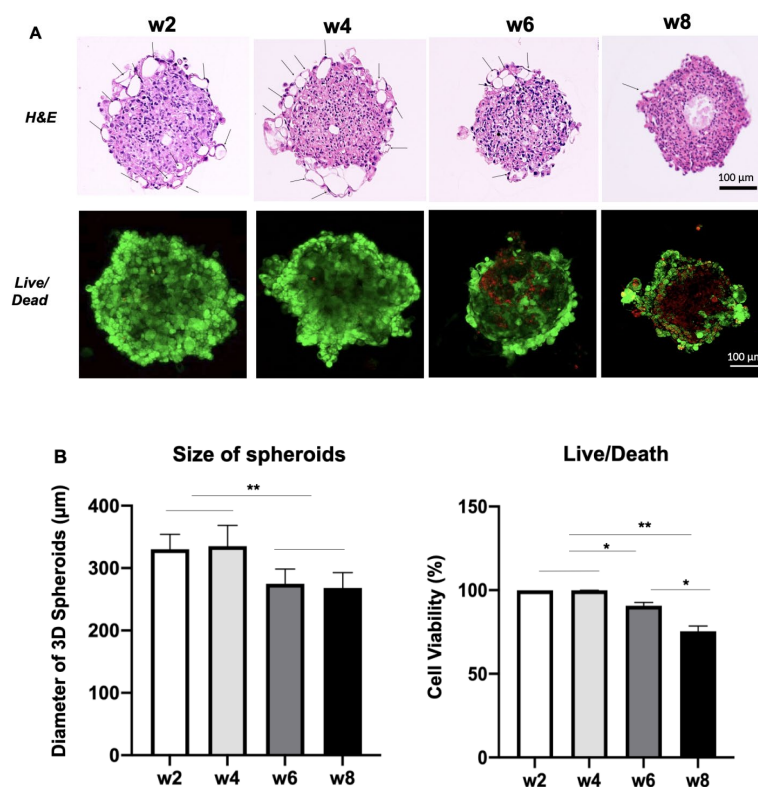 A
w2 w4 w6 w8
H&E
100 µm
Live/
Dead
100 µm
B
Size of spheroids
Diameter of 3D Spheroids (µm)
400
300
200
100
0
**
w2 w4 w6 w8
Live/Death
Cell Viability (%)
150
100
50
0
**
*
*
w2 w4 w6 w8